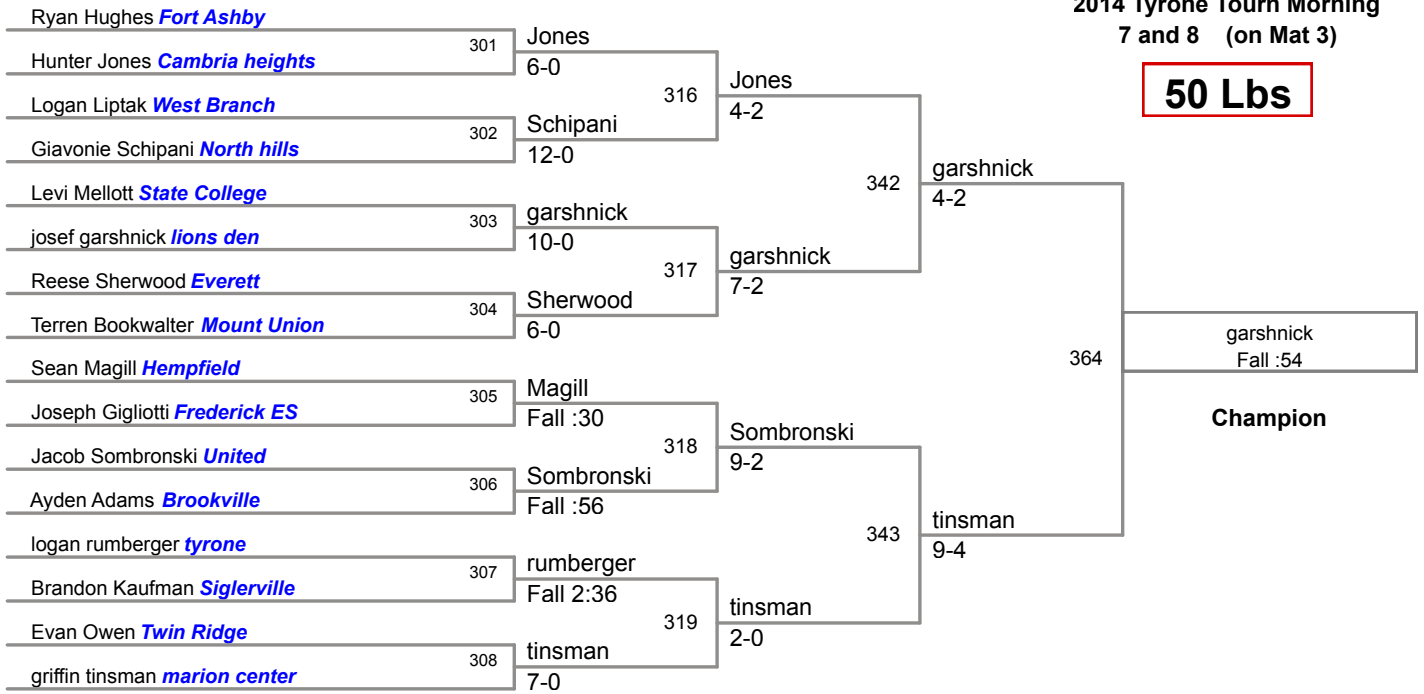 2014 Tyrone Tourn Morning
7 and 8 (on Mat 3)
50 Lbs
Ryan Hughes Fort Ashby
Hunter Jones Cambria heights
Logan Liptak West Branch
Giavonie Schipani North hills
Levi Mellott State College
josef garshnick lions den
Reese Sherwood Everett
Terren Bookwalter Mount Union
Sean Magill Hempfield
Joseph Gigliotti Frederick ES
Jacob Sombronski United
Ayden Adams Brookville
logan rumberger tyrone
Brandon Kaufman Siglerville
Evan Owen Twin Ridge
griffin tinsman marion center
301
Jones
6-0
302
Schipani
12-0
303
garshnick
10-0
304
Sherwood
6-0
305
Magill
Fall :30
306
Sombronski
Fall :56
307
rumberger
Fall 2:36
308
tinsman
7-0
316
Jones
4-2
317
garshnick
7-2
318
Sombronski
9-2
319
tinsman
2-0
342
garshnick
4-2
343
tinsman
9-4
364
garshnick
Fall :54
Champion